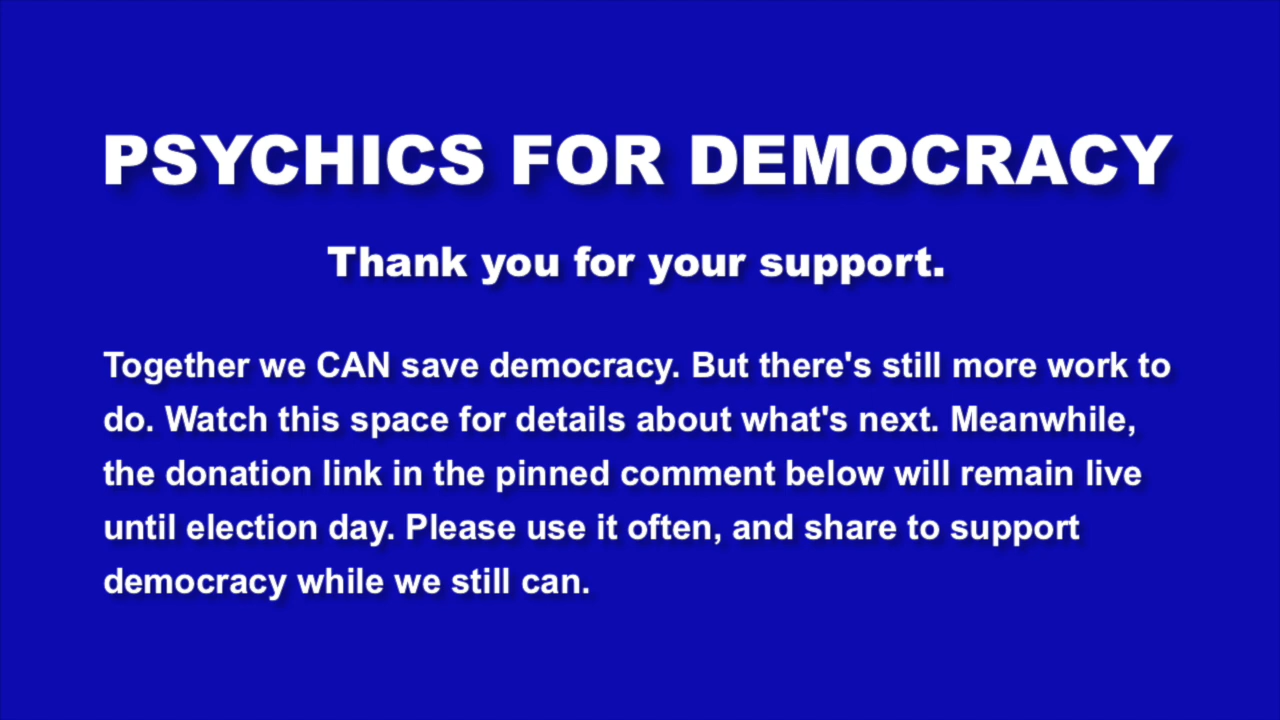 PSYCHICS FOR DEMOCRACY
Thank you for your support.
Together we CAN save democracy. But there's still more work to
do. Watch this space for details about what's next. Meanwhile,
the donation link in the pinned comment below will remain live
until election day. Please use it often, and share to support
democracy while we still can.